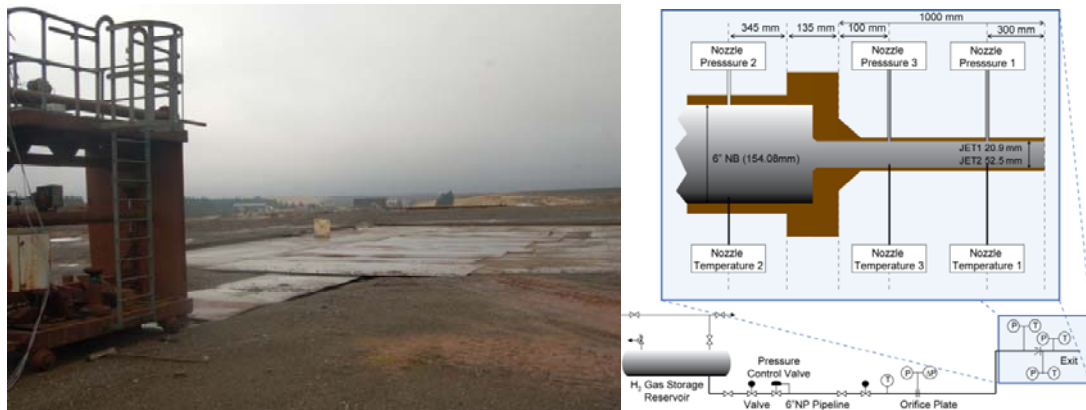 1000 mm
345 mm
135 mm
100 mm
300 mm
Nozzle
Presssure 2
Nozzle
Presssure 3
Nozzle
Presssure 1
6" NB (154.08mm)
JET1 20.9 mm
JET2 52.5 mm
Nozzle
Temperature 2
Nozzle
Temperature 3
Nozzle
Temperature 1
P T
P T
Exit
P T
H₂ Gas Storage
Reservoir
Pressure
Control Valve
Valve
6"NP Pipeline
T
P ΔP
Orifice Plate